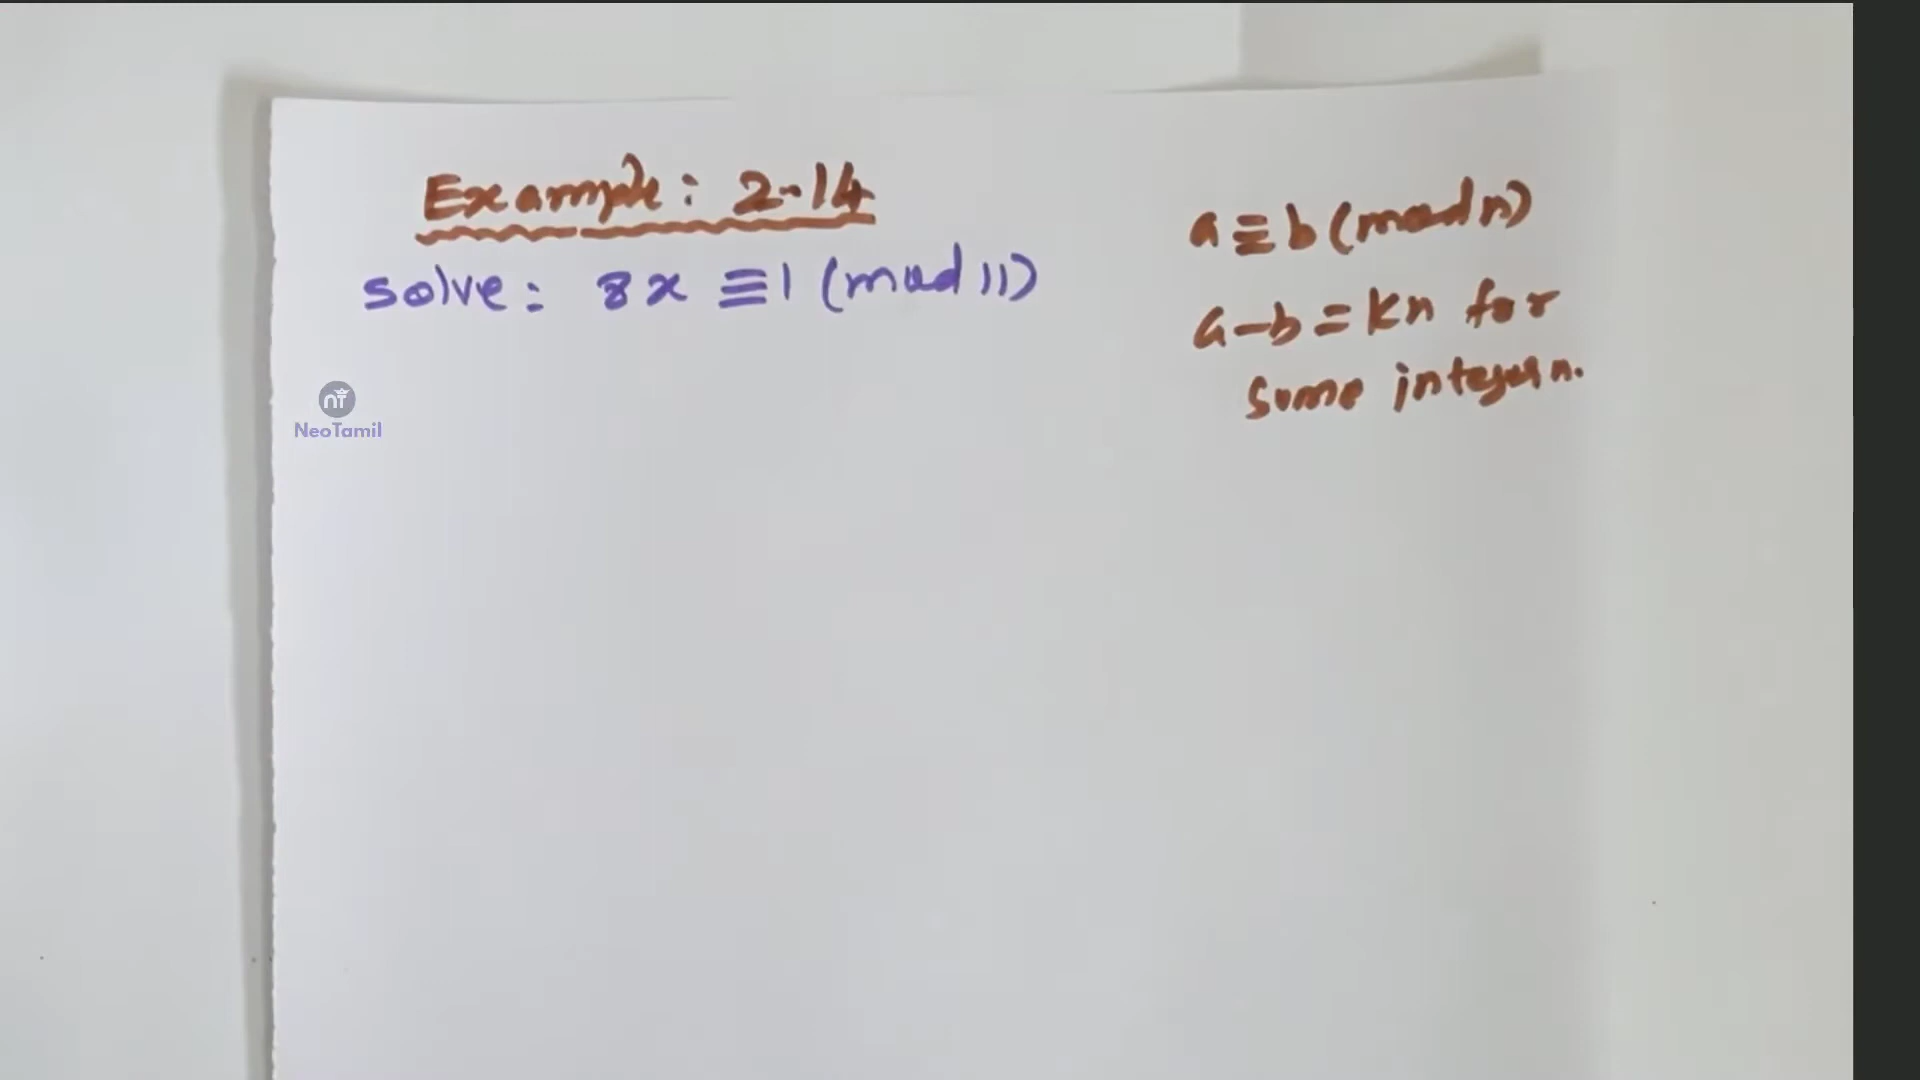 Example: 2.14
Solve: 8x ≡ 1 (mod 11)
a ≡ b (mod n)
a-b = kn for
some integer n.
NeoTamil